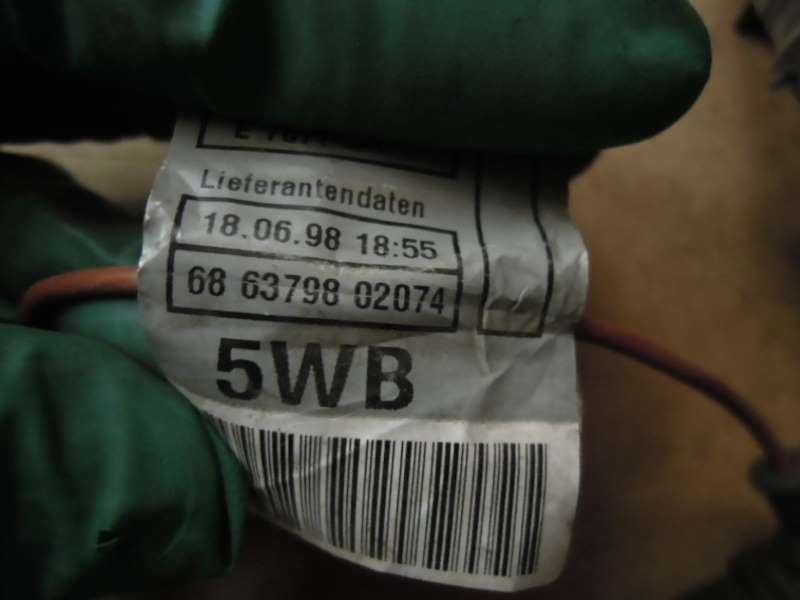 Lieferantendaten
18.06.98 18:55
68 63798 02074
5WB